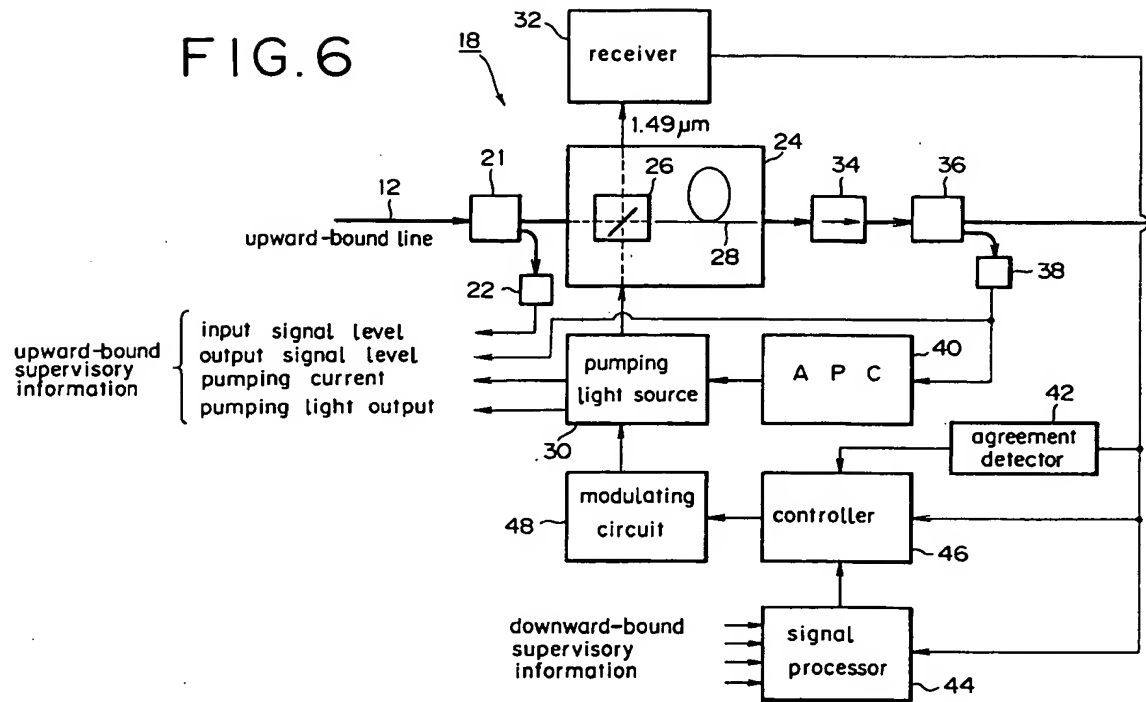 FIG. 6
18
32
receiver
1.49 μm
24
21
26
34
36
12
upward-bound line
28
22
38
upward-bound
supervisory
information
input signal level
output signal level
pumping current
pumping light output
pumping
light source
30
A P C
40
42
agreement
detector
modulating
circuit
48
controller
46
downward-bound
supervisory
information
signal
processor
44